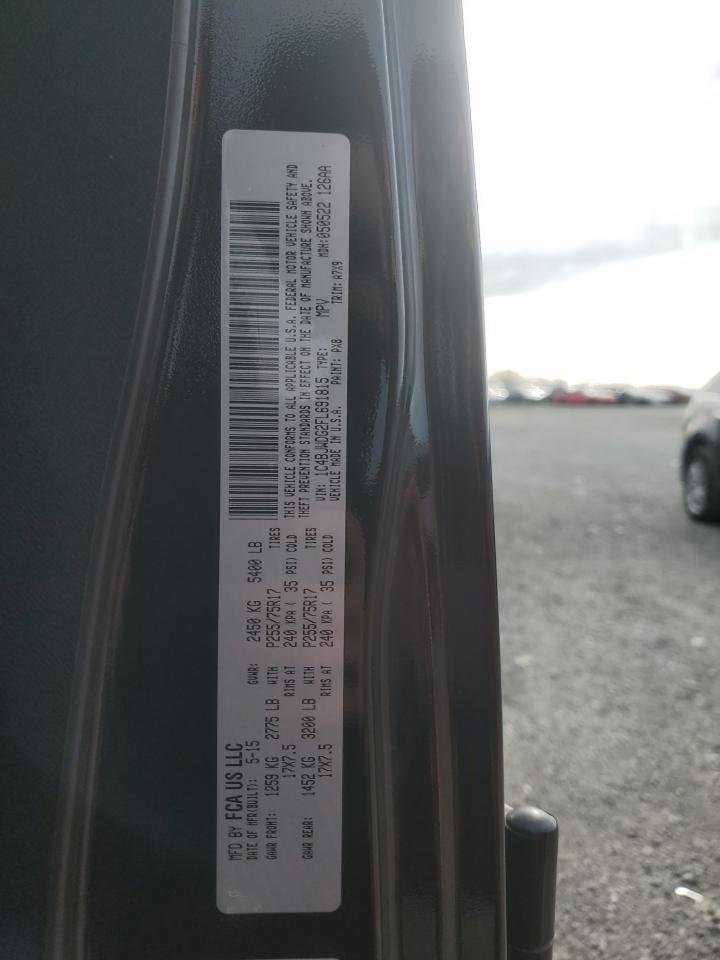 MFD BY FCA US LLC
DATE OF MFR(BUILT): 5-15 GVWR: 2450 KG 5400 LB
GAWR FRONT: 1259 KG 2775 LB WITH P255/75R17 TIRES
17X7.5 RIMS AT 240 KPA ( 35 PSI) COLD
GAWR REAR: 1452 KG 3200 LB WITH P255/75R17 TIRES
17X7.5 RIMS AT 240 KPA ( 35 PSI) COLD
THIS VEHICLE CONFORMS TO ALL APPLICABLE U.S.A. FEDERAL MOTOR VEHICLE SAFETY AND
THEFT PREVENTION STANDARDS IN EFFECT ON THE DATE OF MANUFACTURE SHOWN ABOVE.
VIN: 1C4BJWDG2FL691815 TYPE: MPV MDH:050522 126AA
VEHICLE MADE IN U.S.A. PAINT: PX8 TRIM: A7X9